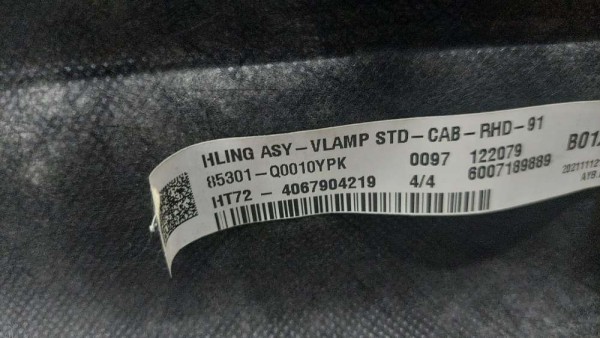 HLING ASY-VLAMP STD-CAB-RHD-91
85301-Q0010YPK 0097 122079
HT72 - 4067904219 4/4 6007189889